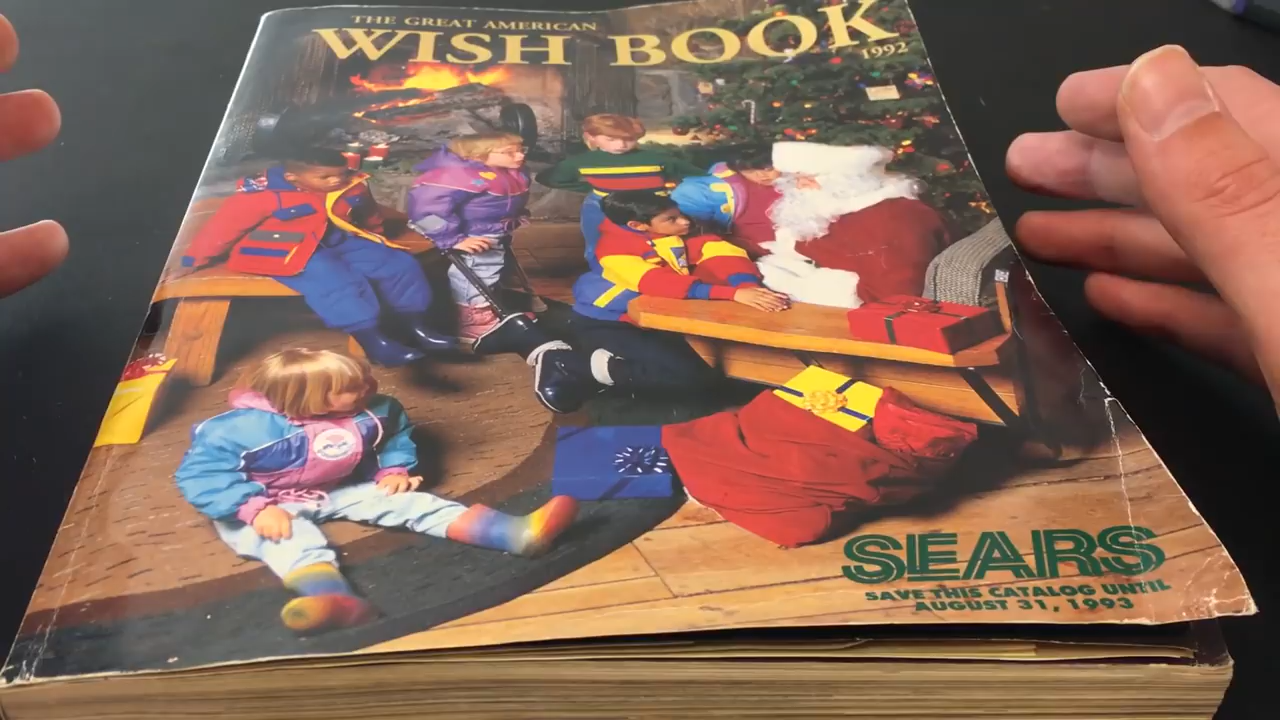 THE GREAT AMERICAN
WISH BOOK
1992
SEARS
SAVE THIS CATALOG UNTIL
AUGUST 31, 1993